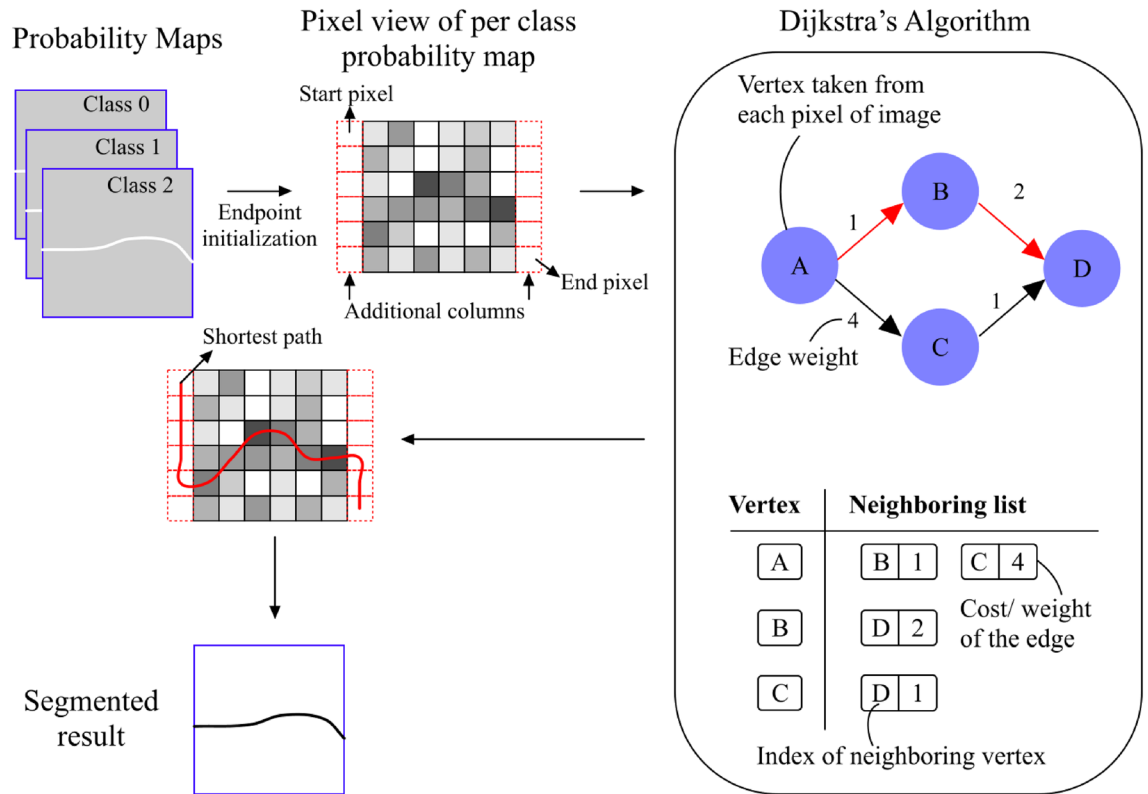 Probability Maps
Class 0
Class 1
Class 2
Endpoint
initialization
Pixel view of per class
probability map
Start pixel
End pixel
Additional columns
Dijkstra's Algorithm
Vertex taken from
each pixel of image
A
B
C
D
1
2
4
1
Edge weight
Vertex Neighboring list
A B 1 C 4
Cost/ weight
of the edge
B D 2
C D 1
Index of neighboring vertex
Shortest path
Segmented
result